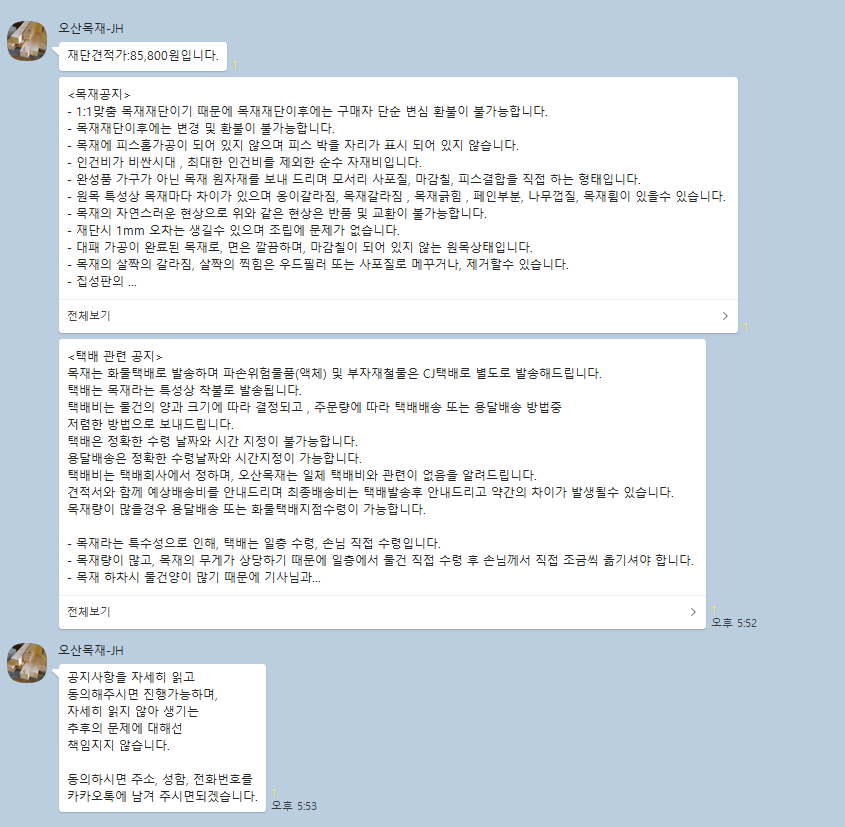 오산목재-JH
재단견적가:85,800원입니다.
1
<목재공지>
- 1:1맞춤 목재재단이기 때문에 목재재단이후에는 구매자 단순 변심 환불이 불가능합니다.
- 목재재단이후에는 변경 및 환불이 불가능합니다.
- 목재에 피스홀가공이 되어 있지 않으며 피스 박을 자리가 표시 되어 있지 않습니다.
- 인건비가 비싼시대 , 최대한 인건비를 제외한 순수 자재비입니다.
- 완성품 가구가 아닌 목재 원자재를 보내 드리며 모서리 사포질, 마감칠, 피스결합을 직접 하는 형태입니다.
- 원목 특성상 목재마다 차이가 있으며 옹이갈라짐, 목재갈라짐 , 목재긁힘 , 페인부분, 나무껍질, 목재휨이 있을수 있습니다.
- 목재의 자연스러운 현상으로 위와 같은 현상은 반품 및 교환이 불가능합니다.
- 재단시 1mm 오차는 생길수 있으며 조립에 문제가 없습니다.
- 대패 가공이 완료된 목재로, 면은 깔끔하며, 마감칠이 되어 있지 않는 원목상태입니다.
- 목재의 살짝의 갈라짐, 살짝의 찍힘은 우드필러 또는 사포질로 메꾸거나, 제거할수 있습니다.
- 집성판의 ...
전체보기
1
<택배 관련 공지>
목재는 화물택배로 발송하며 파손위험물품(액체) 및 부자재철물은 CJ택배로 별도로 발송해드립니다.
택배는 목재라는 특성상 착불로 발송됩니다.
택배비는 물건의 양과 크기에 따라 결정되고 , 주문량에 따라 택배배송 또는 용달배송 방법중
저렴한 방법으로 보내드립니다.
택배은 정확한 수령 날짜와 시간 지정이 불가능합니다.
용달배송은 정확한 수령날짜와 시간지정이 가능합니다.
택배비는 택배회사에서 정하며, 오산목재는 일체 택배비와 관련이 없음을 알려드립니다.
견적서와 함께 예상배송비를 안내드리며 최종배송비는 택배발송후 안내드리고 약간의 차이가 발생될수 있습니다.
목재량이 많을경우 용달배송 또는 화물택배지점수령이 가능합니다.
- 목재라는 특수성으로 인해, 택배는 일층 수령, 손님 직접 수령입니다.
- 목재량이 많고, 목재의 무게가 상당하기 때문에 일층에서 물건 직접 수령 후 손님께서 직접 조금씩 옮기셔야 합니다.
- 목재 하차시 물건양이 많기 때문에 기사님과...
전체보기
1
오후 5:52
오산목재-JH
공지사항을 자세히 읽고
동의해주시면 진행가능하며,
자세히 읽지 않아 생기는
추후의 문제에 대해선
책임지지 않습니다.
동의하시면 주소, 성함, 전화번호를
카카오톡에 남겨 주시면되겠습니다.
1
오후 5:53